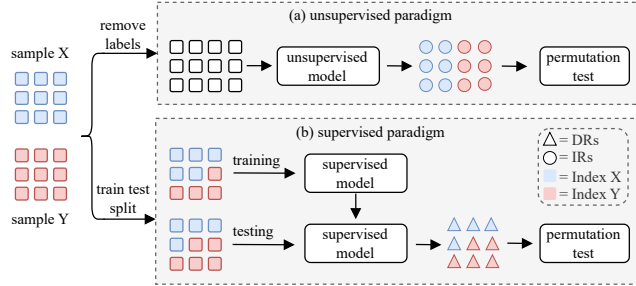 (a) unsupervised paradigm
remove
labels
sample X
unsupervised
model
permutation
test
(b) supervised paradigm
= DRs
= IRs
= Index X
= Index Y
training
supervised
model
train test
split
sample Y
testing
supervised
model
permutation
test